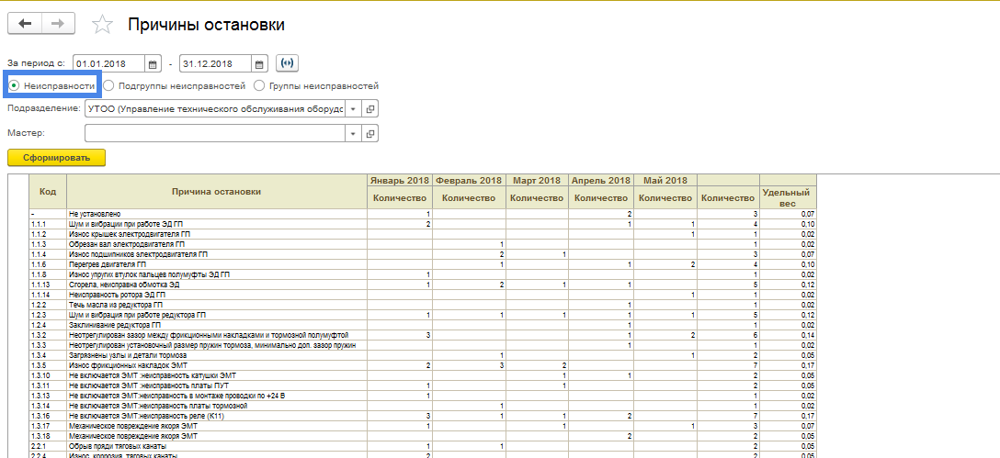 Причины остановки
За период с: 01.01.2018 - 31.12.2018
Неисправности Подгруппы неисправностей Группы неисправностей
Подразделение: УТОО (Управление технического обслуживания оборудс
Мастер:
Сформировать
Код Причина остановки Январь 2018 Февраль 2018 Март 2018 Апрель 2018 Май 2018
Количество Количество Количество Количество Количество Количество Удельный вес
- Не установлено 1 2 3 0,07
1.1.1 Шум и вибрации при работе ЭД ГП 2 1 1 4 0,10
1.1.2 Износ крышек электродвигателя ГП 1 1 0,02
1.1.3 Обрезан вал электродвигателя ГП 1 1 0,02
1.1.4 Износ подшипников электродвигателя ГП 2 1 3 0,07
1.1.6 Перегрев двигателя ГП 1 1 2 4 0,10
1.1.8 Износ упругих втулок пальцев полумуфты ЭД ГП 1 1 0,02
1.1.13 Сгорела, неисправна обмотка ЭД 1 2 1 1 5 0,12
1.1.14 Неисправность ротора ЭД ГП 1 1 0,02
1.2.2 Течь масла из редуктора ГП 1 1 0,02
1.2.3 Шум и вибрация при работе редуктора ГП 1 1 1 1 1 5 0,12
1.2.4 Заклинивание редуктора ГП 1 1 0,02
1.3.2 Неотрегулирован зазор между фрикционными накладками и тормозной полумуфтой 3 1 2 6 0,14
1.3.3 Неотрегулирован установочный размер пружин тормоза, минимально доп. зазор пружин 1 1 0,02
1.3.4 Загрязнены узлы и детали тормоза 1 1 2 0,05
1.3.5 Износ фрикционных накладок ЭМТ 2 3 2 7 0,17
1.3.10 Не включается ЭМТ :неисправность катушки ЭМТ 1 1 2 0,05
1.3.11 Не включается ЭМТ :неисправность платы ПУТ 1 1 2 0,05
1.3.13 Не включается ЭМТ:неисправность в монтаже проводки по +24 В 1 1 0,02
1.3.14 Не включается ЭМТ:неисправность платы тормозной 1 1 0,02
1.3.16 Не включается ЭМТ:неисправность реле (К11) 3 1 1 2 7 0,17
1.3.17 Механическое повреждение якоря ЭМТ 1 1 1 3 0,07
1.3.18 Механическое повреждение якоря ЭМТ 2 2 0,05
2.2.1 Обрыв пряди тяговых канаты 1 1 2 0,05
2.2.4 Износ, коррозия, тяговых канаты 2 2 0,05